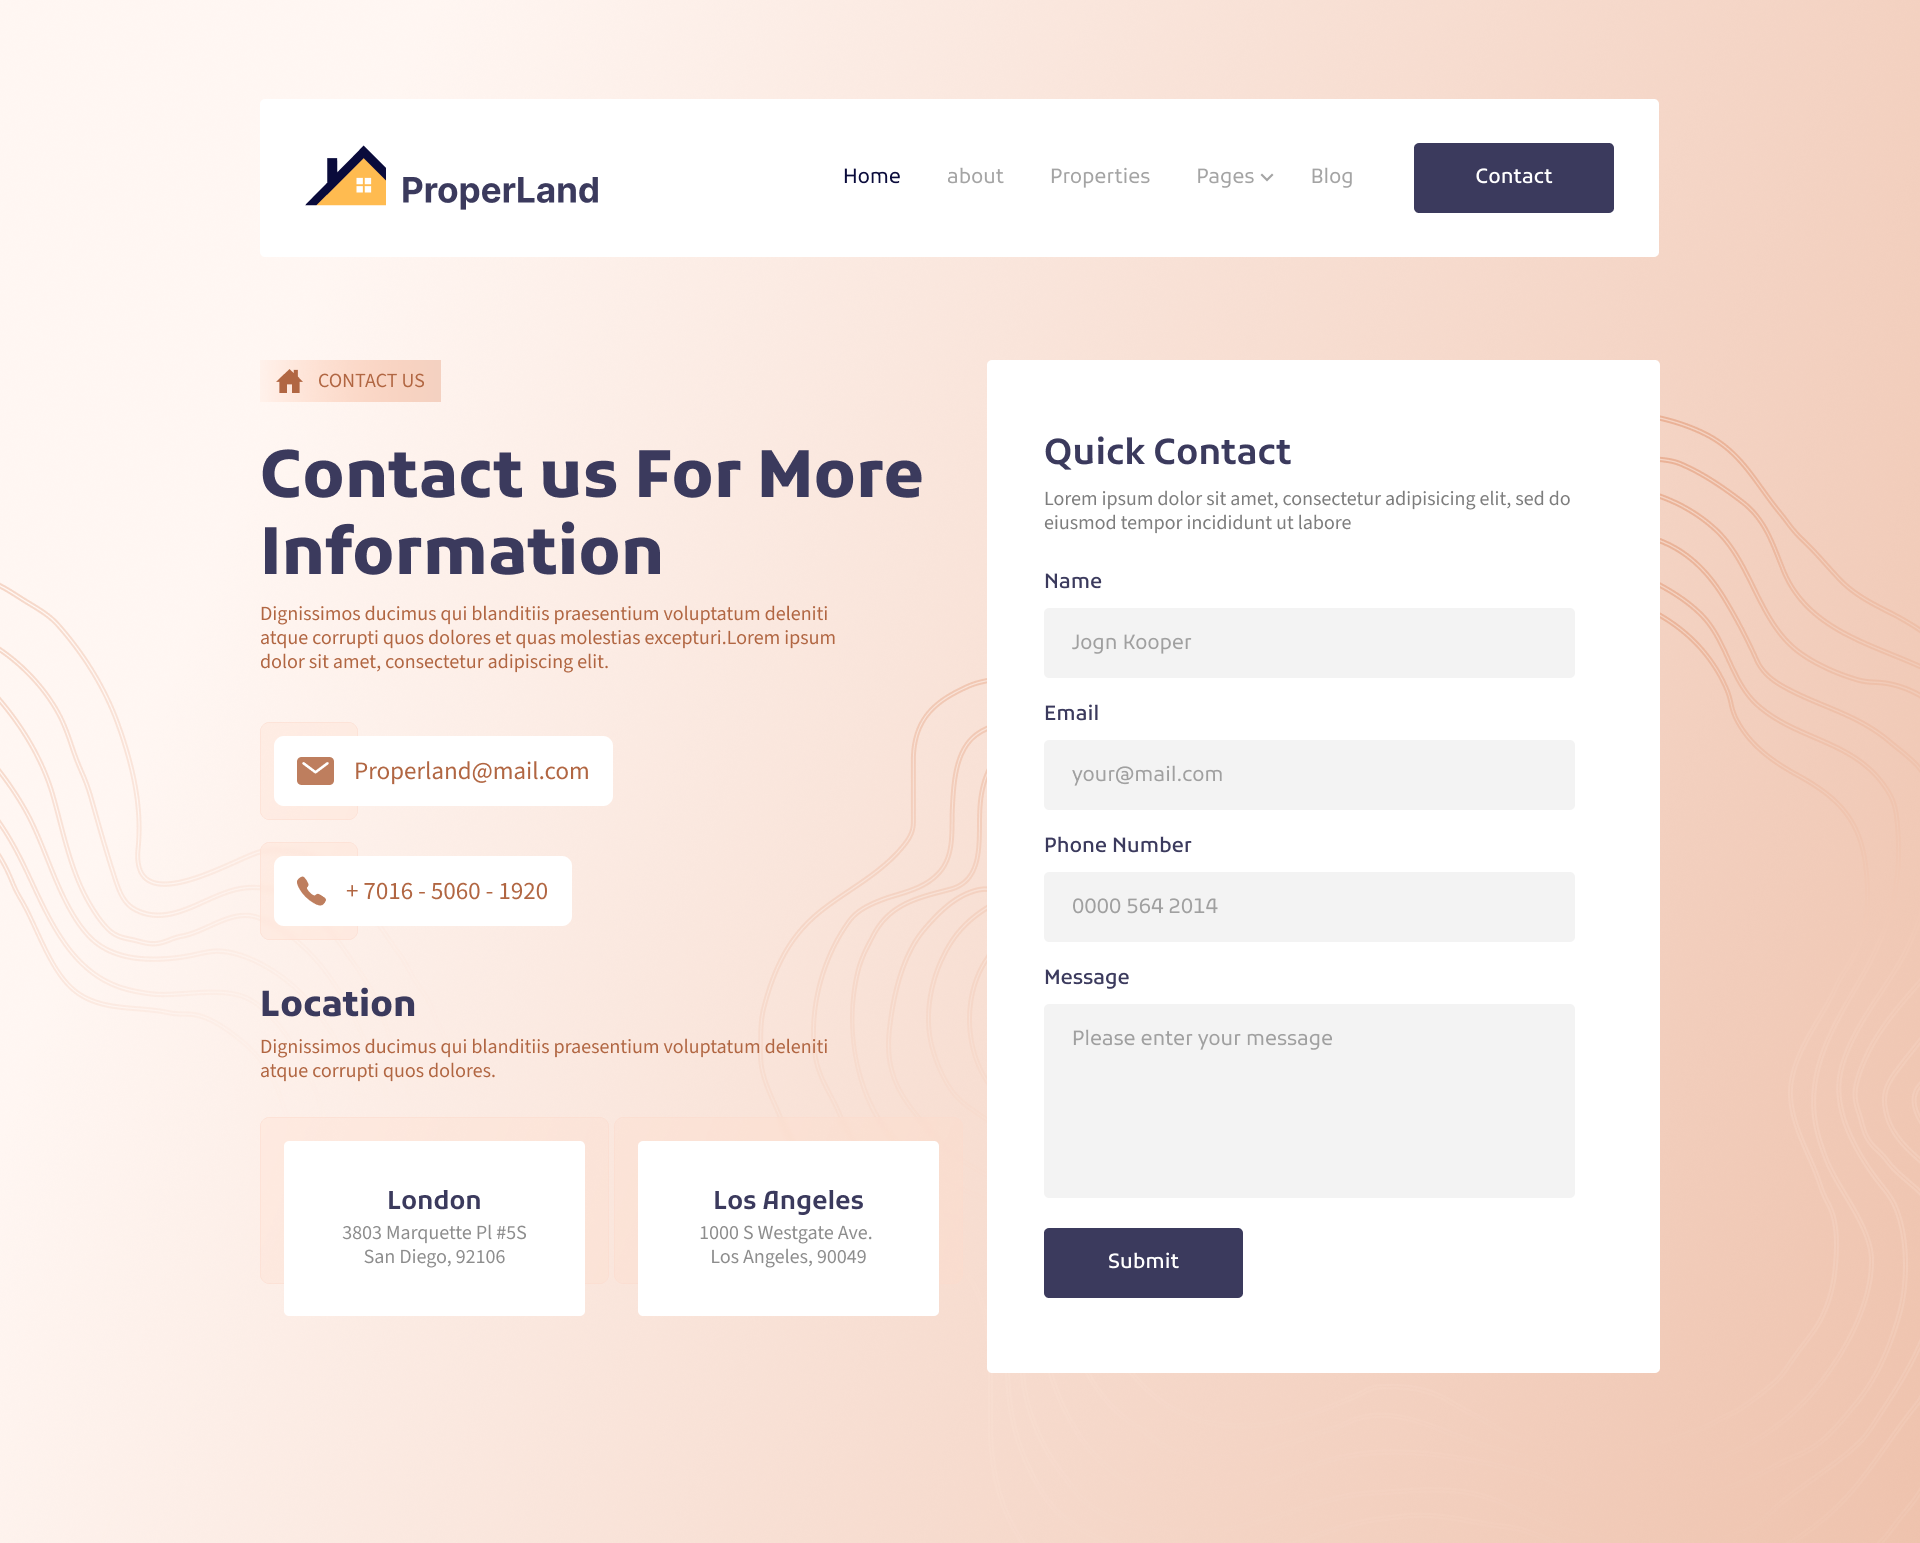 ProperLand
Home
about
Properties
Pages
Blog
Contact
CONTACT US
Contact us For More
Information
Dignissimos ducimus qui blanditiis praesentium voluptatum deleniti
atque corrupti quos dolores et quas molestias excepturi.Lorem ipsum
dolor sit amet, consectetur adipiscing elit.
Properland@mail.com
+ 7016 - 5060 - 1920
Location
Dignissimos ducimus qui blanditiis praesentium voluptatum deleniti
atque corrupti quos dolores.
London
3803 Marquette Pl #5S
San Diego, 92106
Los Angeles
1000 S Westgate Ave.
Los Angeles, 90049
Quick Contact
Lorem ipsum dolor sit amet, consectetur adipisicing elit, sed do
eiusmod tempor incididunt ut labore
Name
Jogn Kooper
Email
your@mail.com
Phone Number
0000 564 2014
Message
Please enter your message
Submit